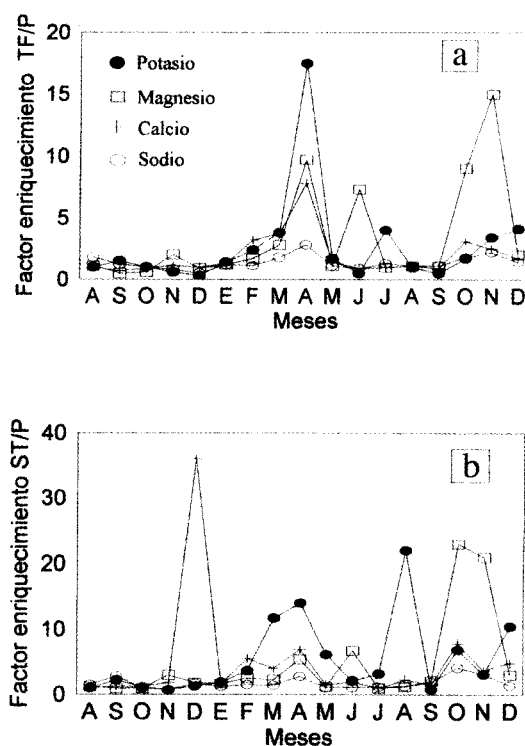 Factor enriquecimiento TF/P
20
15
10
5
0
a
Potasio
Magnesio
Calcio
Sodio
A S O N D E F M A M J J A S O N D
Meses
Factor enriquecimiento ST/P
40
30
20
10
0
b
A S O N D E F M A M J J A S O N D
Meses